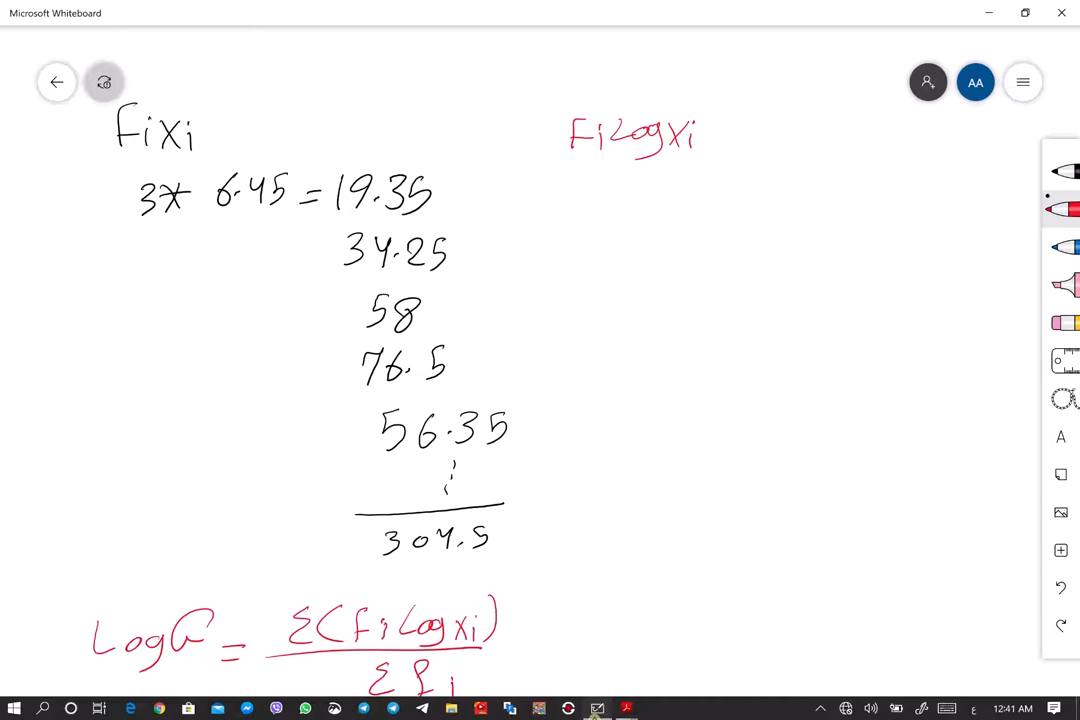 Microsoft Whiteboard
AA
Fixi
FiLogxi
3* 6.45 = 19.35
34.25
58
76.5
56.35
304.5
LogG = Σ(fiLogxi)
Σfi
A
ع
12:41 AM